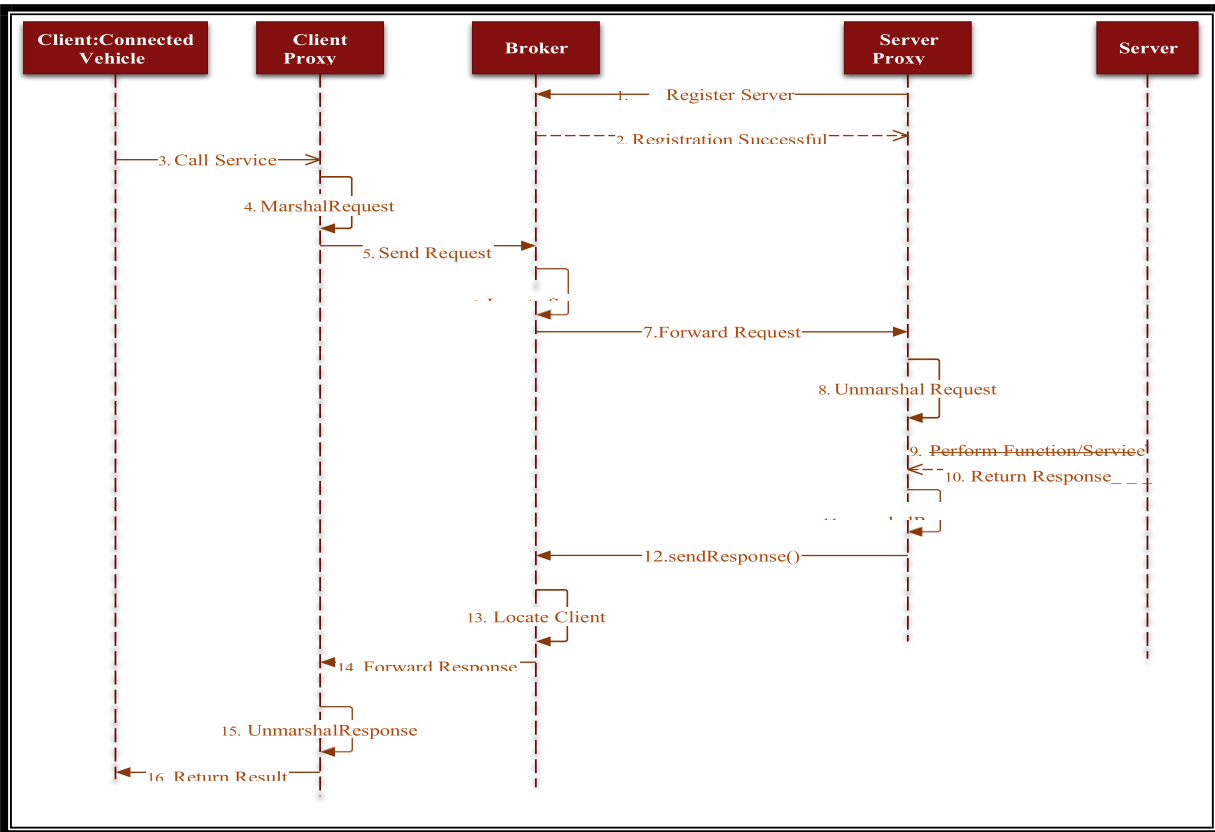 Client:Connected
Vehicle
Client
Proxy
Broker
Server
Proxy
Server
1. Register Server
2. Registration Successful
3. Call Service
4. MarshalRequest
5. Send Request
7.Forward Request
8. Unmarshal Request
9. Perform Function/Service
10. Return Response
12.sendResponse()
13. Locate Client
14. Forward Response
15. UnmarshalResponse
16. Return Result